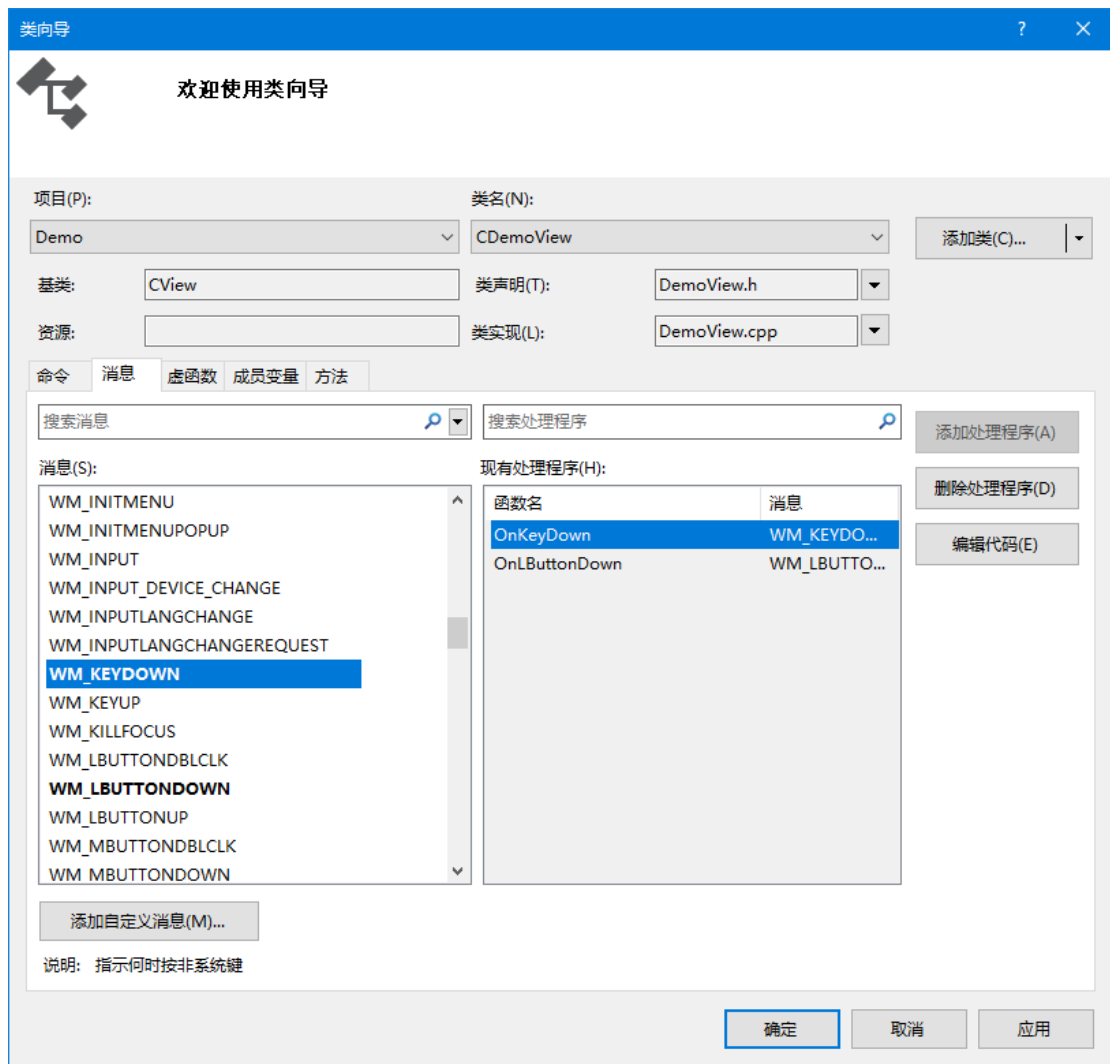 类向导
?
欢迎使用类向导
项目(P):
类名(N):
Demo
CDemoView
添加类(C)...
基类:
CView
类声明(T):
DemoView.h
资源:
类实现(L):
DemoView.cpp
命令
消息
虚函数
成员变量
方法
搜索消息
搜索处理程序
添加处理程序(A)
消息(S):
现有处理程序(H):
删除处理程序(D)
编辑代码(E)
WM_INITMENU
WM_INITMENUPOPUP
WM_INPUT
WM_INPUT_DEVICE_CHANGE
WM_INPUTLANGCHANGE
WM_INPUTLANGCHANGEREQUEST
WM_KEYDOWN
WM_KEYUP
WM_KILLFOCUS
WM_LBUTTONDBLCLK
WM_LBUTTONDOWN
WM_LBUTTONUP
WM_MBUTTONDBLCLK
WM_MBUTTONDOWN
函数名 消息
OnKeyDown WM_KEYDO...
OnLButtonDown WM_LBUTTO...
添加自定义消息(M)...
说明: 指示何时按非系统键
确定
取消
应用